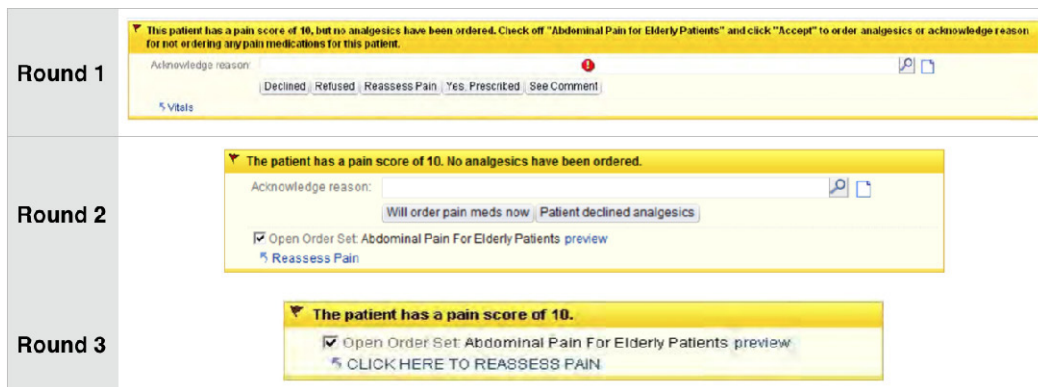 Round 1
This patient has a pain score of 10, but no analgesics have been ordered. Check off "Abdominal Pain for Elderly Patients" and click "Accept" to order analgesics or acknowledge reason
for not ordering any pain medications for this patient.
Acknowledge reason:
Declined Refused Reassess Pain Yes, Prescribed See Comment
Vitals
Round 2
The patient has a pain score of 10. No analgesics have been ordered.
Acknowledge reason:
Will order pain meds now Patient declined analgesics
Open Order Set: Abdominal Pain For Elderly Patients preview
Reassess Pain
Round 3
The patient has a pain score of 10.
Open Order Set: Abdominal Pain For Elderly Patients preview
CLICK HERE TO REASSESS PAIN